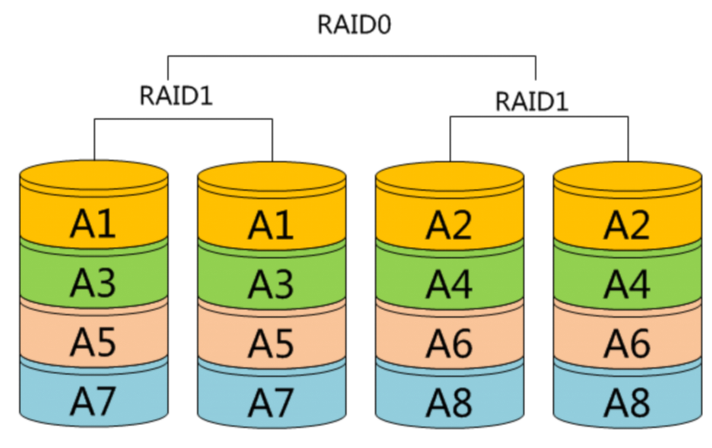 RAID0
RAID1 RAID1
A1 A1 A2 A2
A3 A3 A4 A4
A5 A5 A6 A6
A7 A7 A8 A8